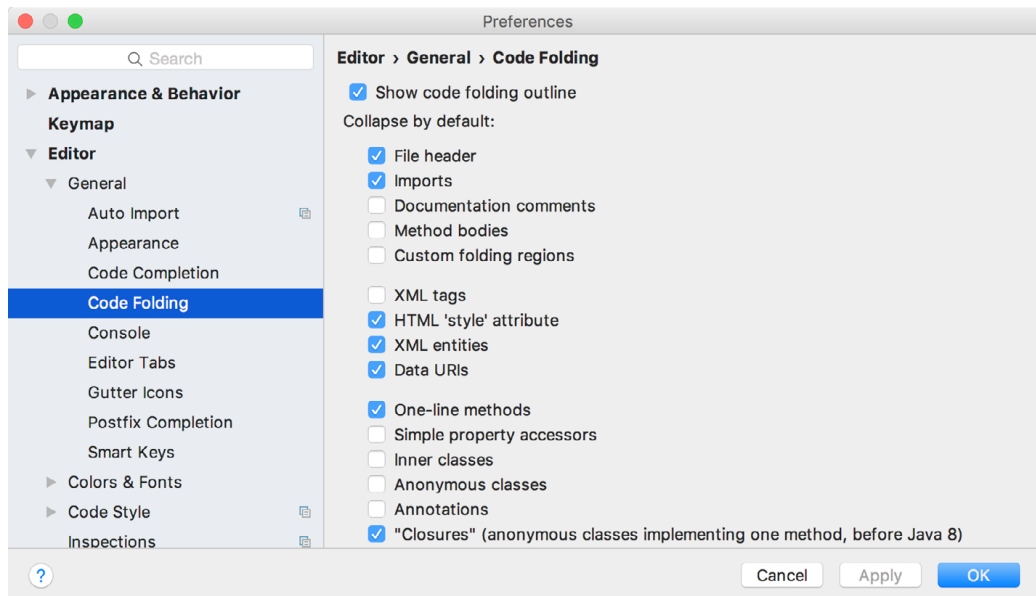 Preferences
Search
Appearance & Behavior
Keymap
Editor
General
Auto Import
Appearance
Code Completion
Code Folding
Console
Editor Tabs
Gutter Icons
Postfix Completion
Smart Keys
Colors & Fonts
Code Style
Inspections
Editor › General › Code Folding
Show code folding outline
Collapse by default:
File header
Imports
Documentation comments
Method bodies
Custom folding regions
XML tags
HTML 'style' attribute
XML entities
Data URIs
One-line methods
Simple property accessors
Inner classes
Anonymous classes
Annotations
"Closures" (anonymous classes implementing one method, before Java 8)
?
Cancel
Apply
OK